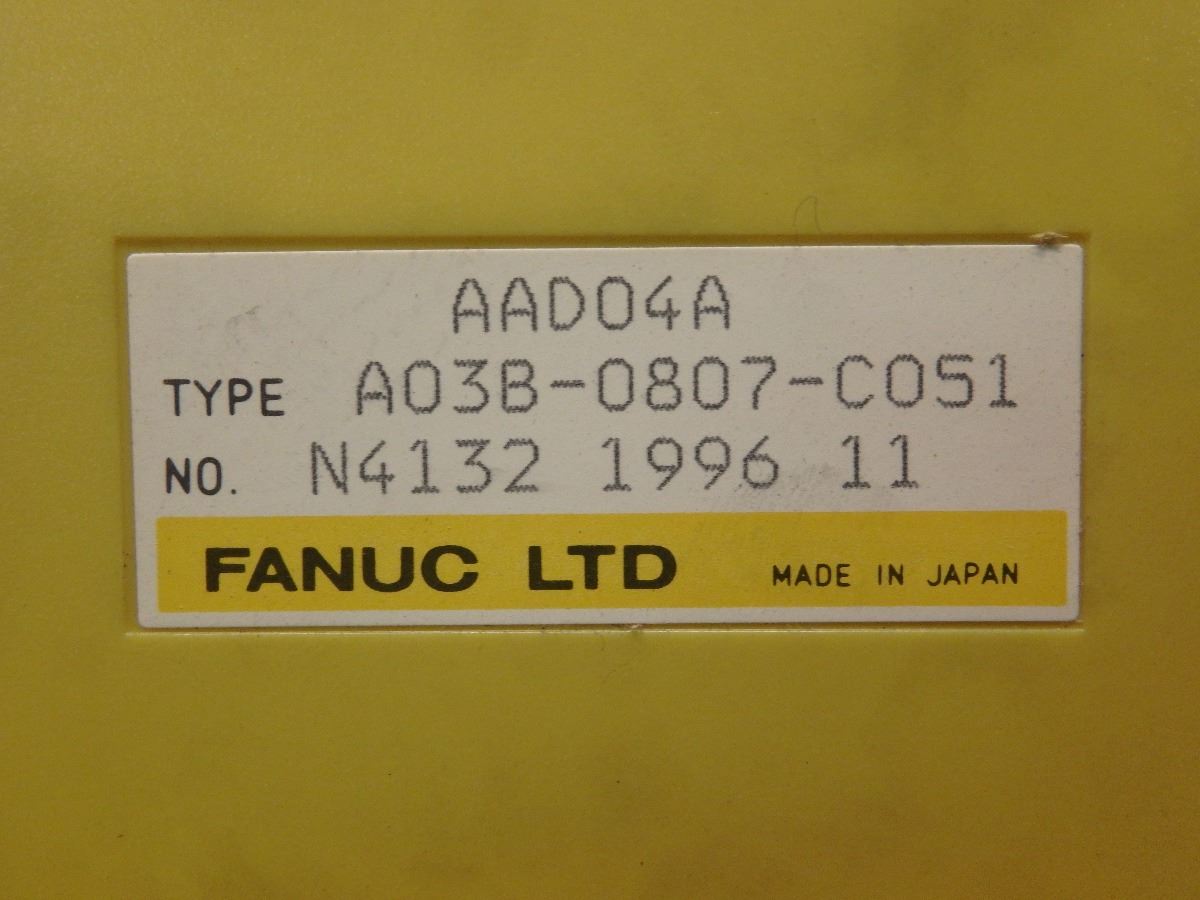 AAD04A
TYPE A03B-0807-C051
NO. N4132 1996 11
FANUC LTD MADE IN JAPAN